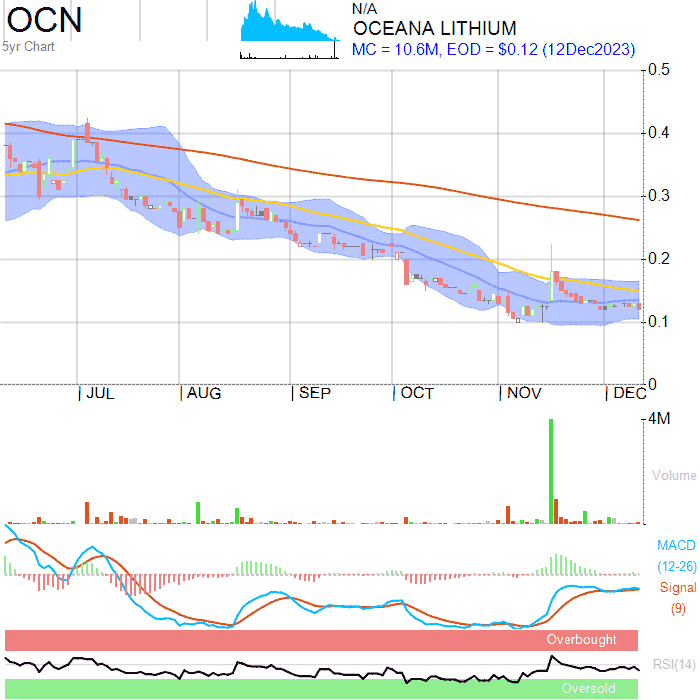 OCN
N/A
OCEANA LITHIUM
5yr Chart
MC = 10.6M, EOD = $0.12 (12Dec2023)
0.5
0.4
0.3
0.2
0.1
0
JUL AUG SEP OCT NOV DEC
4M
Volume
MACD
(12-26)
Signal
(9)
Overbought
RSI(14)
Oversold